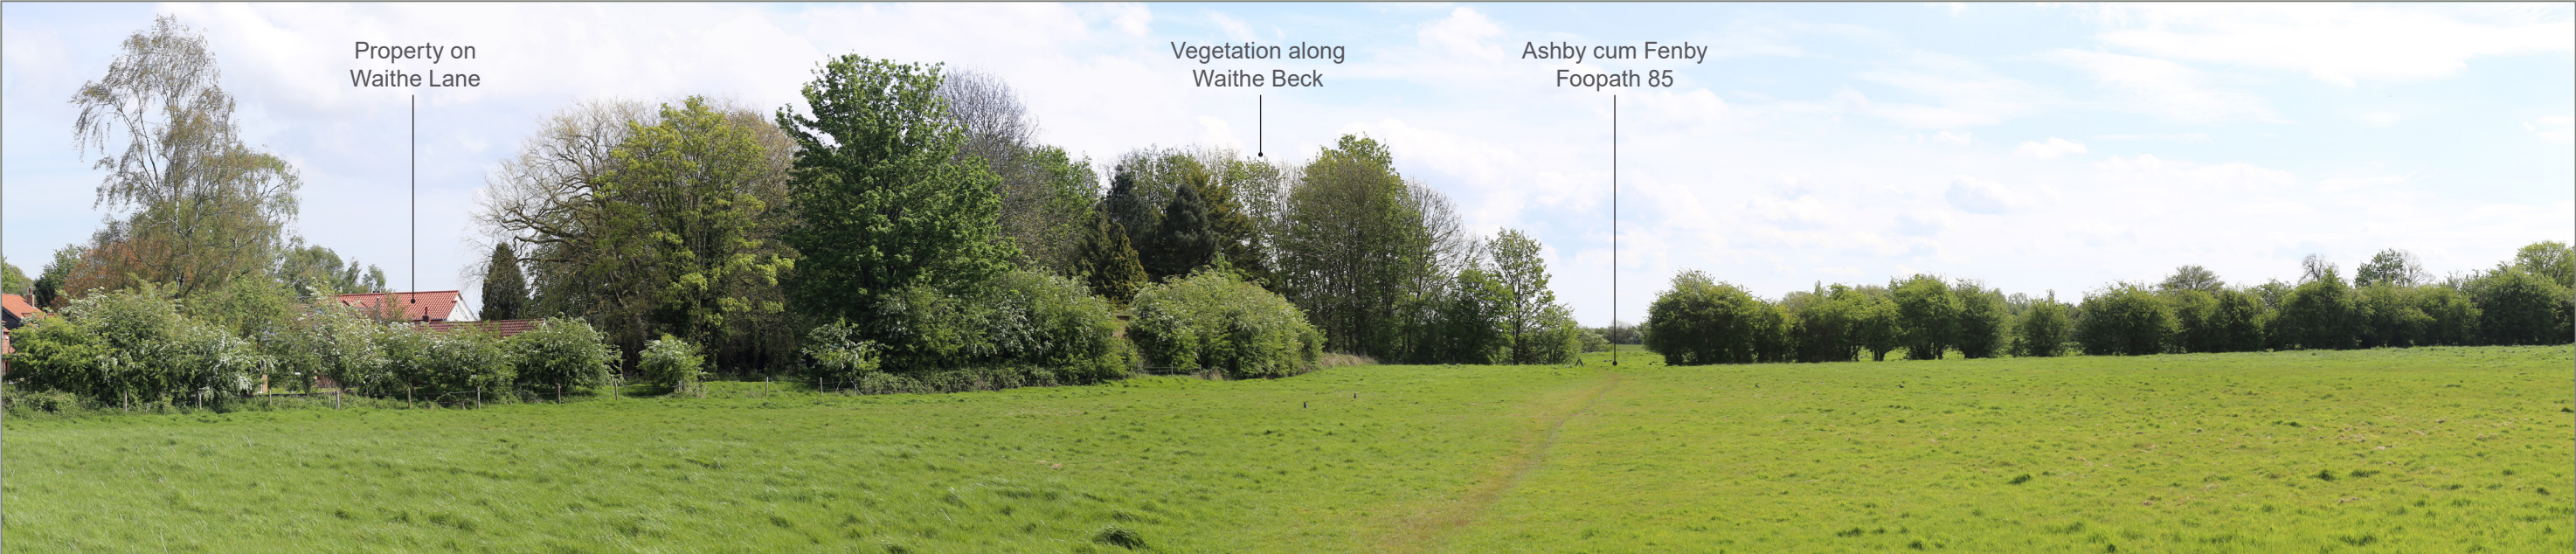 Property on
Waithe Lane
Vegetation along
Waithe Beck
Ashby cum Fenby
Foopath 85